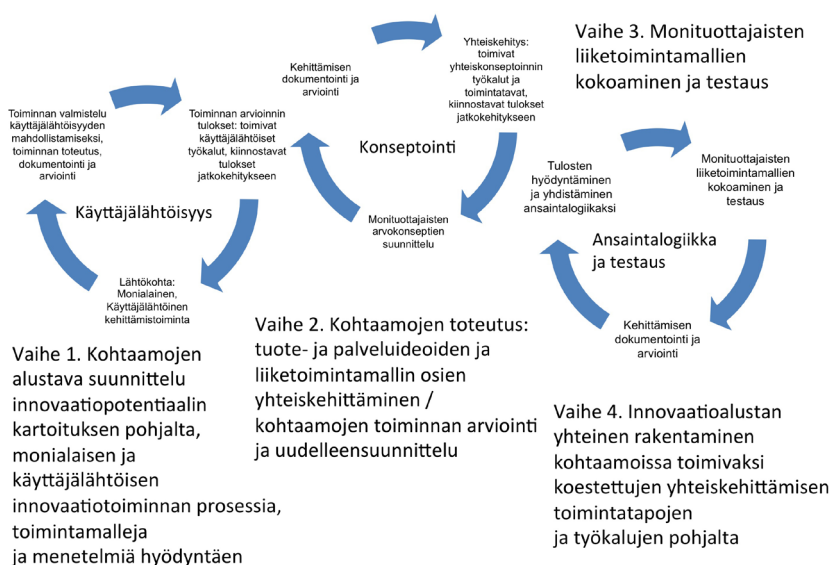 Toiminnan valmistelu
käyttäjälähtöisyyden
mahdollistamiseksi,
toiminnan toteutus,
dokumentointi ja
arviointi
Toiminnan arvioinnin
tulokset: toimivat
käyttäjälähtöiset
työkalut, kiinnostavat
tulokset
jatkokehitykseen
Käyttäjälähtöisyys
Lähtökohta:
Monialainen,
Käyttäjälähtöinen
kehittämistoiminta
Vaihe 1. Kohtaamojen
alustava suunnittelu
innovaatiopotentiaalin
kartoituksen pohjalta,
monialaisen ja
käyttäjälähtöisen
innovaatiotoiminnan prosessia,
toimintamalleja
ja menetelmiä hyödyntäen
Kehittämisen
dokumentointi ja
arviointi
Yhteiskehitys:
toimivat
yhteiskonseptoinnin
työkalut ja
toimintatavat,
kiinnostavat tulokset
jatkokehitykseen
Konseptointi
Monituottajaisten
arvokonseptien
suunnittelu
Vaihe 2. Kohtaamojen toteutus:
tuote- ja palveluideoiden ja
liiketoimintamallin osien
yhteiskehittäminen /
kohtaamojen toiminnan arviointi
ja uudelleensuunnittelu
Vaihe 3. Monituottajaisten
liiketoimintamallien
kokoaminen ja testaus
Tulosten
hyödyntäminen
ja yhdistäminen
ansaintalogiikaksi
Monituottajaisten
liiketoimintamallien
kokoaminen ja
testaus
Ansaintalogiikka
ja testaus
Kehittämisen
dokumentointi ja
arviointi
Vaihe 4. Innovaatioalustan
yhteinen rakentaminen
kohtaamoissa toimivaksi
koestettujen yhteiskehittämisen
toimintatapojen
ja työkalujen pohjalta